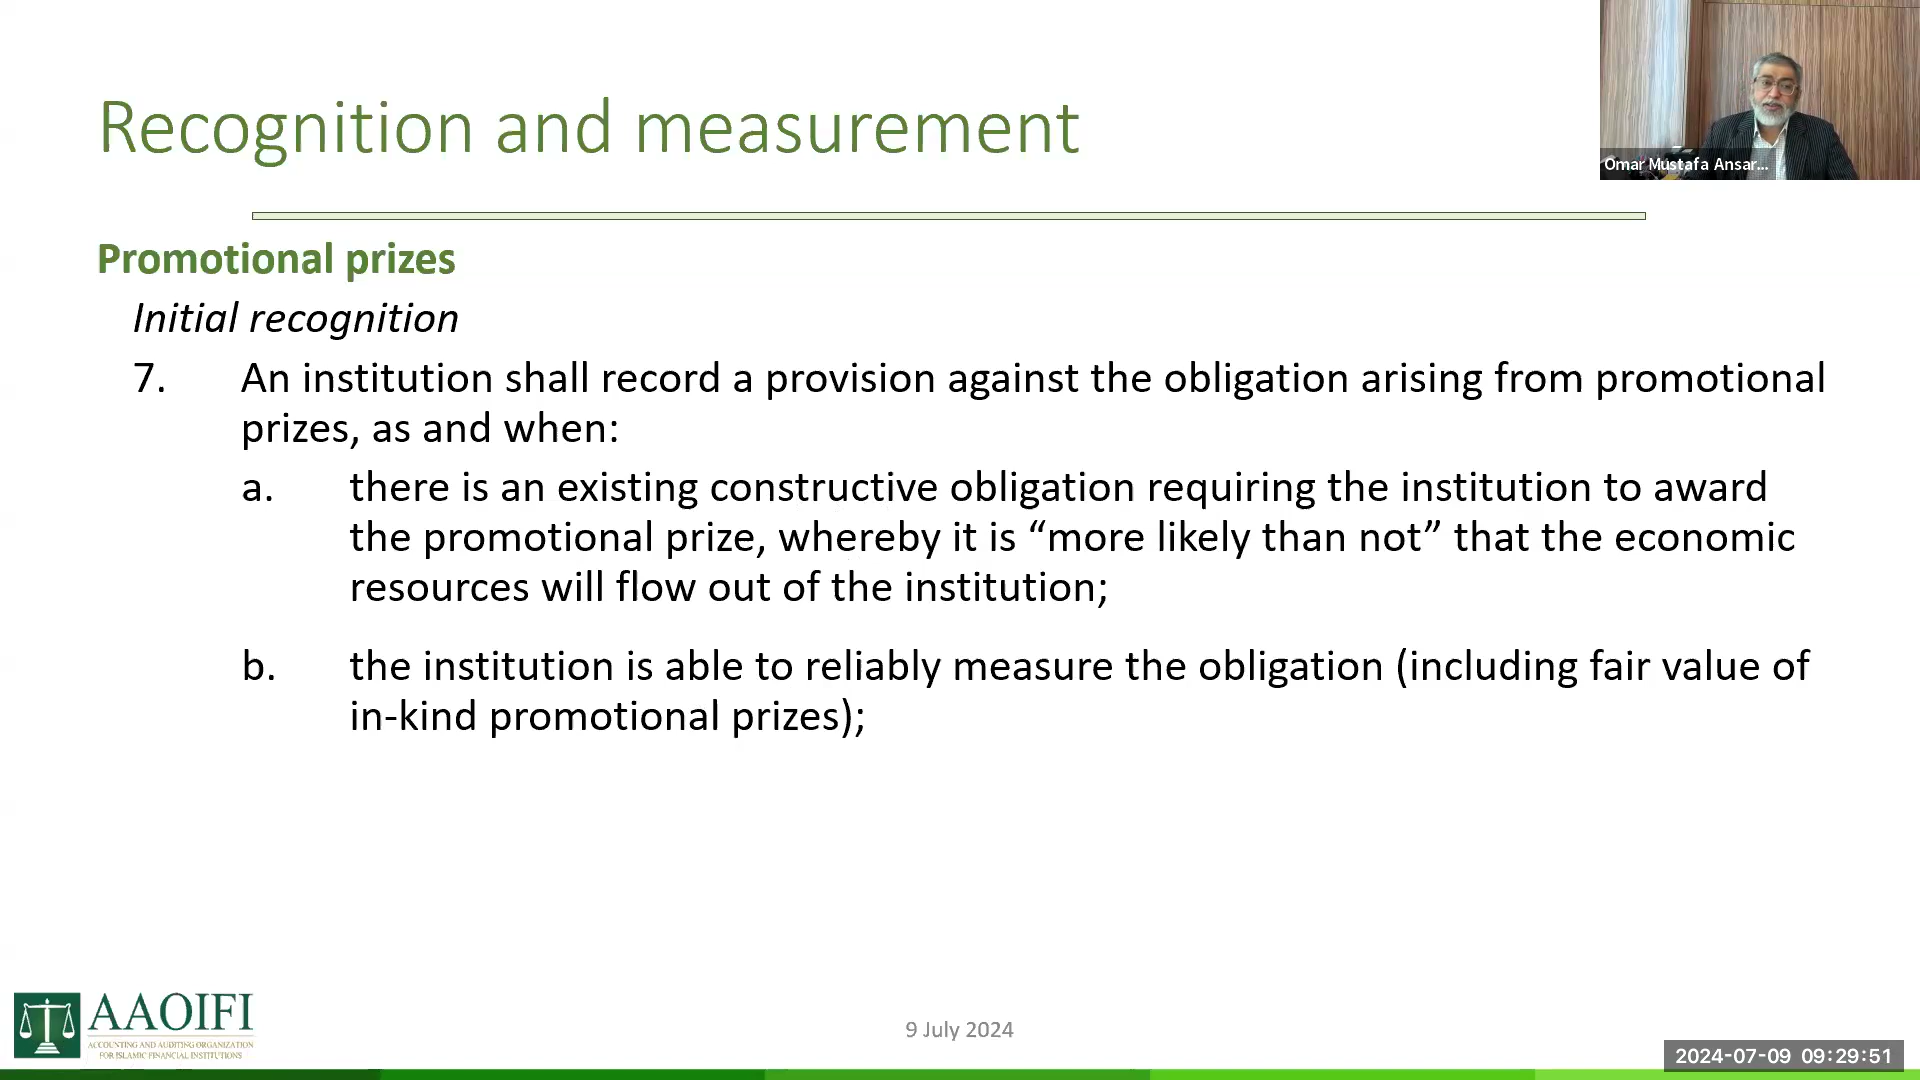 Recognition and measurement
Omar Mustafa Ansar...
Promotional prizes
Initial recognition
7. An institution shall record a provision against the obligation arising from promotional
prizes, as and when:
a. there is an existing constructive obligation requiring the institution to award
the promotional prize, whereby it is “more likely than not” that the economic
resources will flow out of the institution;
b. the institution is able to reliably measure the obligation (including fair value of
in-kind promotional prizes);
AAOIFI
ACCOUNTING AND AUDITING ORGANIZATION
FOR ISLAMIC FINANCIAL INSTITUTIONS
9 July 2024
2024-07-09 09:29:51